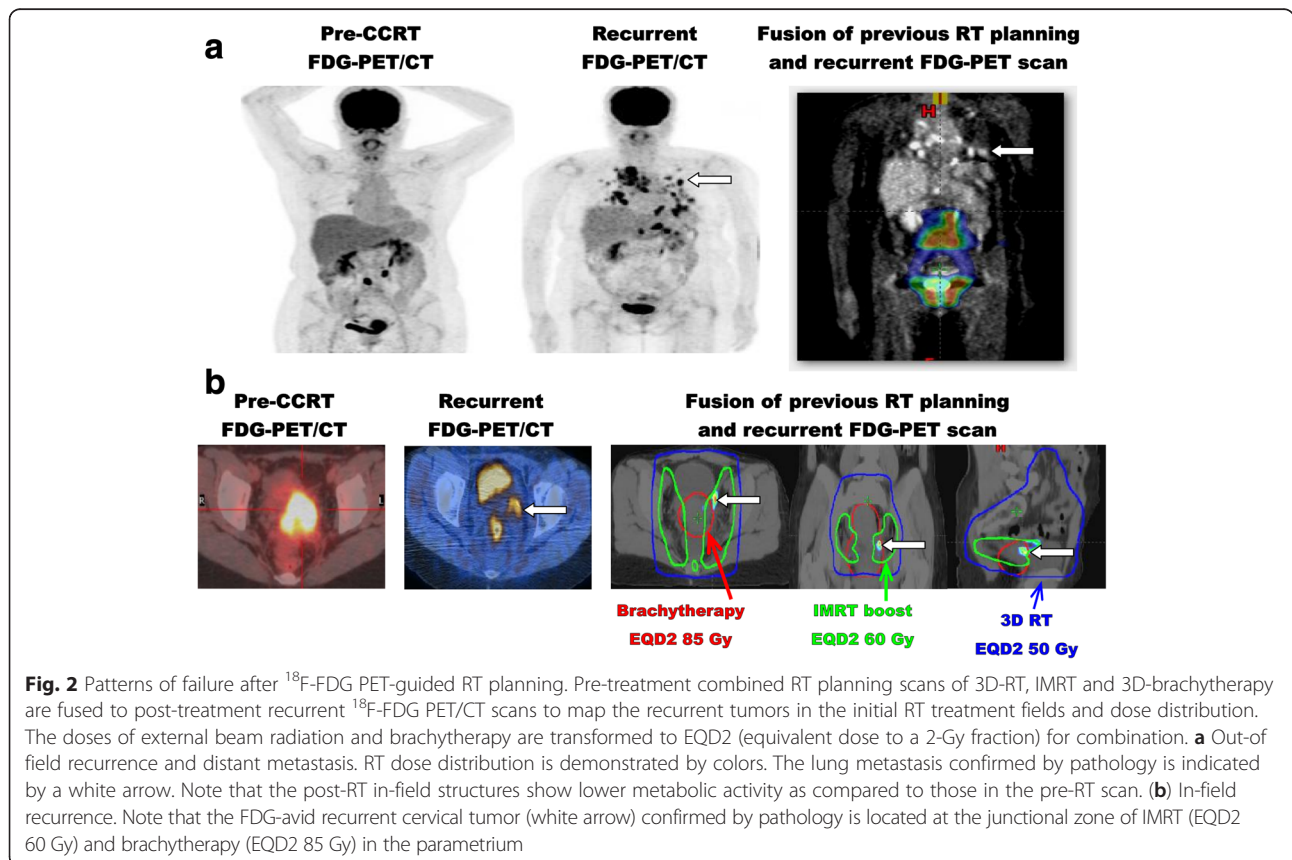 a
Pre-CCRT
FDG-PET/CT
Recurrent
FDG-PET/CT
Fusion of previous RT planning
and recurrent FDG-PET scan
H
b
Pre-CCRT
FDG-PET/CT
Recurrent
FDG-PET/CT
Fusion of previous RT planning
and recurrent FDG-PET scan
R
L
H
Brachytherapy
EQD2 85 Gy
IMRT boost
EQD2 60 Gy
3D RT
EQD2 50 Gy
Fig. 2 Patterns of failure after ¹⁸F-FDG PET-guided RT planning. Pre-treatment combined RT planning scans of 3D-RT, IMRT and 3D-brachytherapy
are fused to post-treatment recurrent ¹⁸F-FDG PET/CT scans to map the recurrent tumors in the initial RT treatment fields and dose distribution.
The doses of external beam radiation and brachytherapy are transformed to EQD2 (equivalent dose to a 2-Gy fraction) for combination. a Out-of
field recurrence and distant metastasis. RT dose distribution is demonstrated by colors. The lung metastasis confirmed by pathology is indicated
by a white arrow. Note that the post-RT in-field structures show lower metabolic activity as compared to those in the pre-RT scan. (b) In-field
recurrence. Note that the FDG-avid recurrent cervical tumor (white arrow) confirmed by pathology is located at the junctional zone of IMRT (EQD2
60 Gy) and brachytherapy (EQD2 85 Gy) in the parametrium